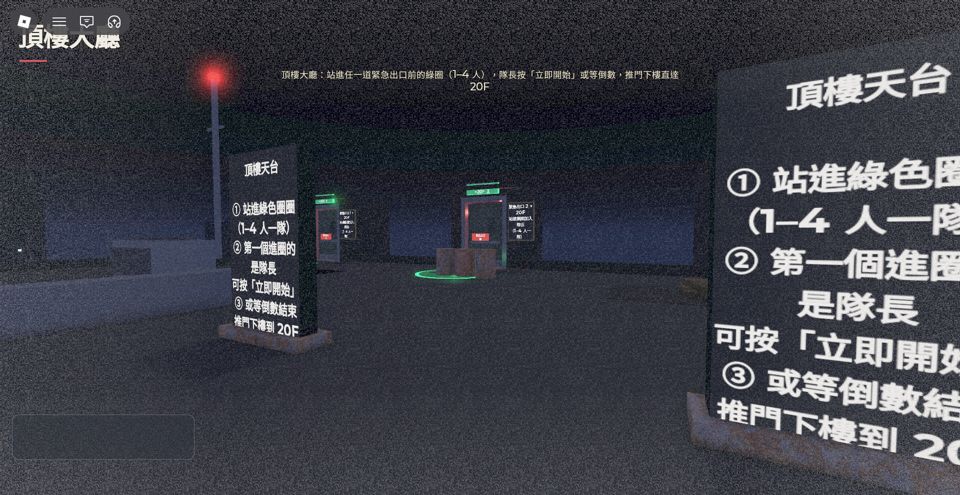 頂樓大廳
頂樓大廳：站進任一道緊急出口前的綠圈（1–4 人），隊長按「立即開始」或等倒數，推門下樓直達
20F
頂樓天台
① 站進綠色圈圈
（1–4 人一隊）
② 第一個進圈的
是隊長
可按「立即開始」
③ 或等倒數結束
推門下樓到 20F
緊急出口 2 ▪
20F
頂樓天台
① 站進綠色圈
（1–4 人一隊
② 第一個進圈
是隊長
可按「立即開始
③ 或等倒數結
推門下樓到 20